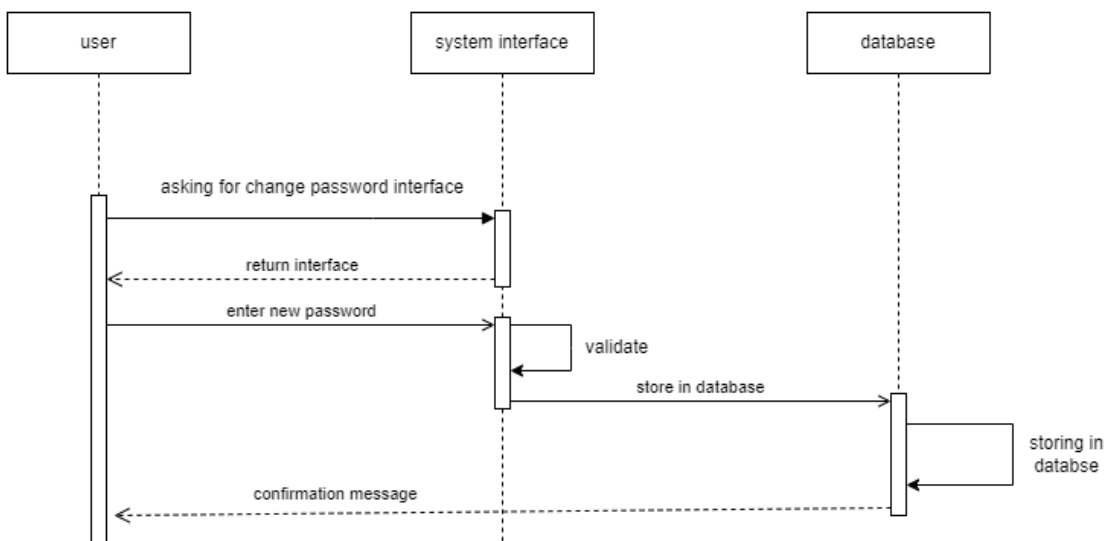 user
system interface
database
asking for change password interface
return interface
enter new password
validate
store in database
storing in
databse
confirmation message